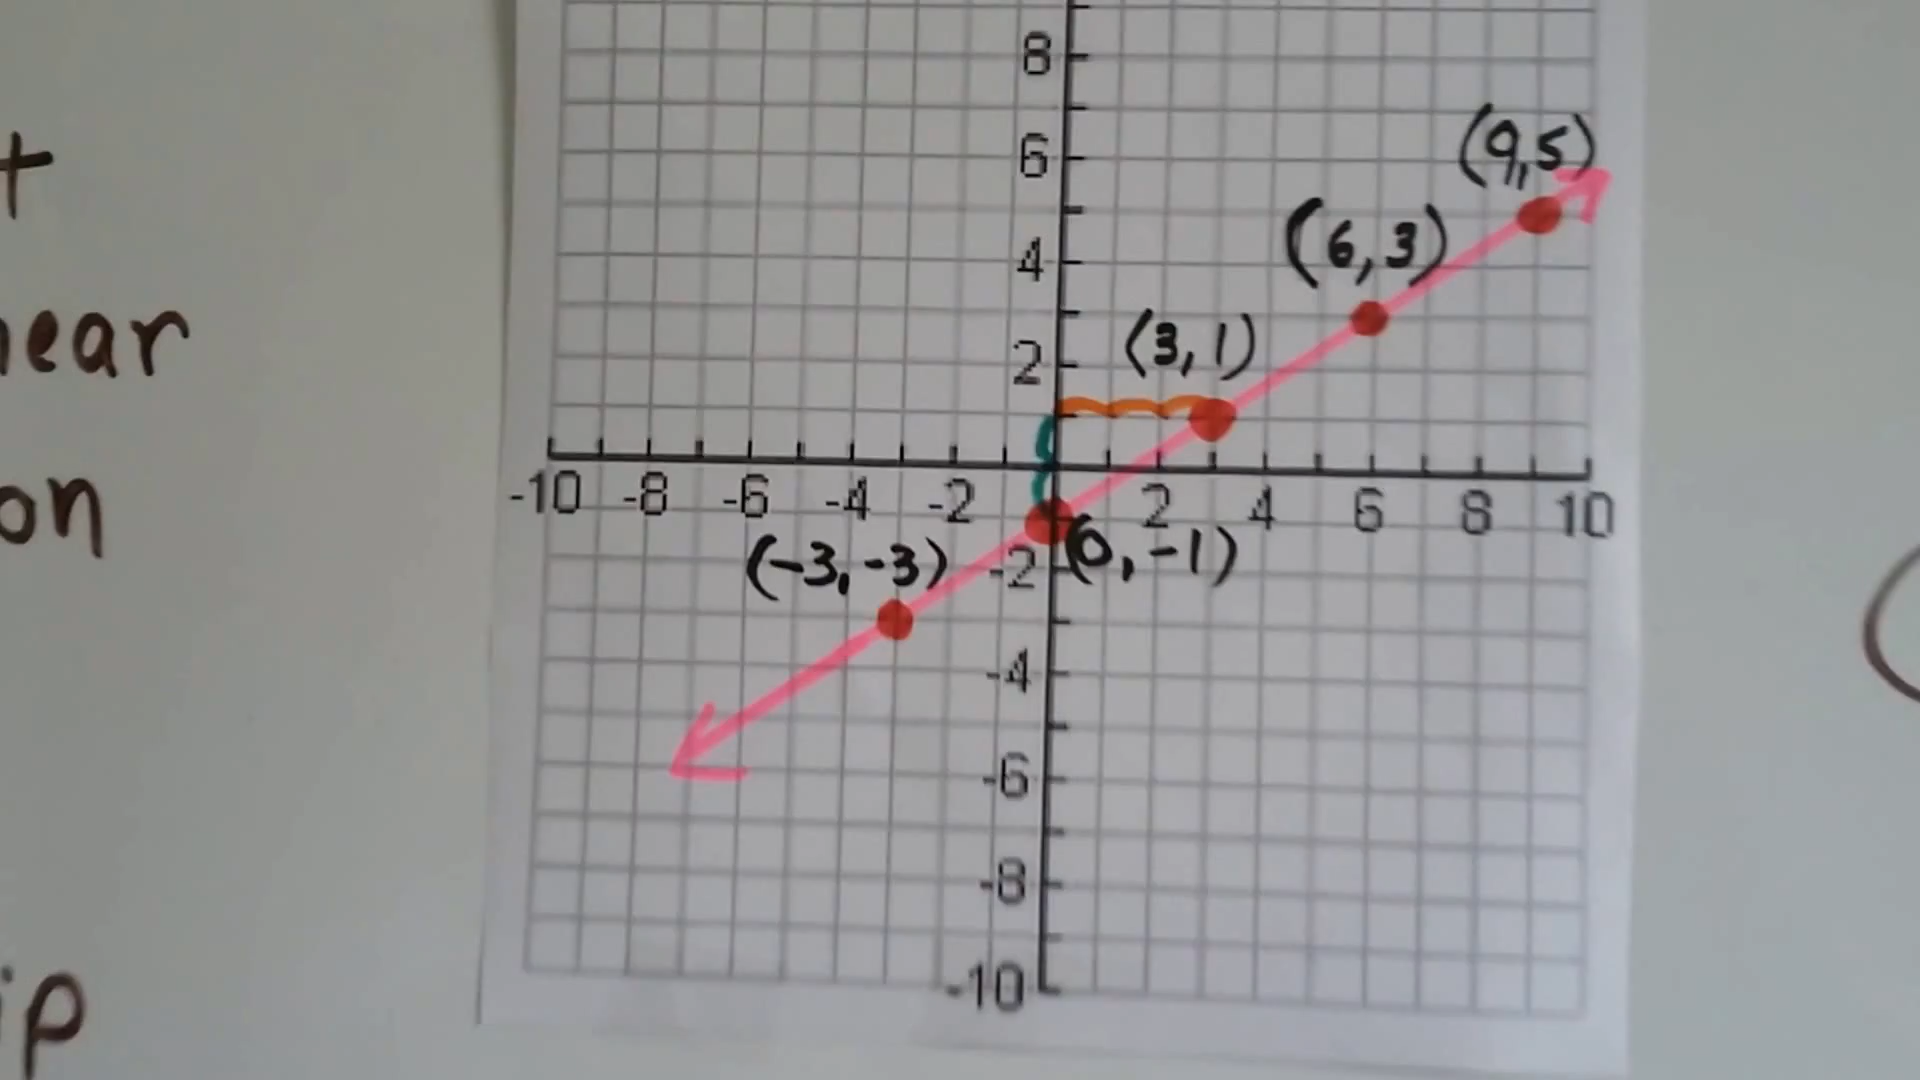 t
near
on
ip
8
6
4
2
-10 -8 -6 -4 -2 2 4 6 8 10
-2
-4
-6
-8
-10
(9,5)
(6,3)
(3,1)
(0,-1)
(-3,-3)